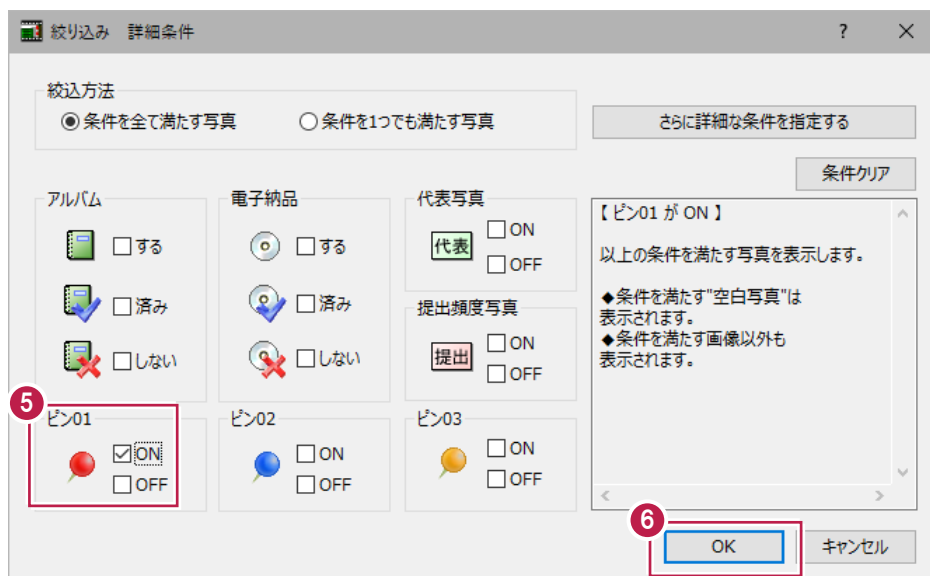 絞り込み　詳細条件
?
絞込方法
条件を全て満たす写真
条件を1つでも満たす写真
さらに詳細な条件を指定する
条件クリア
アルバム
する
済み
しない
電子納品
する
済み
しない
代表写真
代表
ON
OFF
提出頻度写真
提出
ON
OFF
【 ピン01 が ON 】
以上の条件を満たす写真を表示します。
◆条件を満たす"空白写真"は
表示されます。
◆条件を満たす画像以外も
表示されます。
5
ピン01
ON
OFF
ピン02
ON
OFF
ピン03
ON
OFF
6
OK
キャンセル